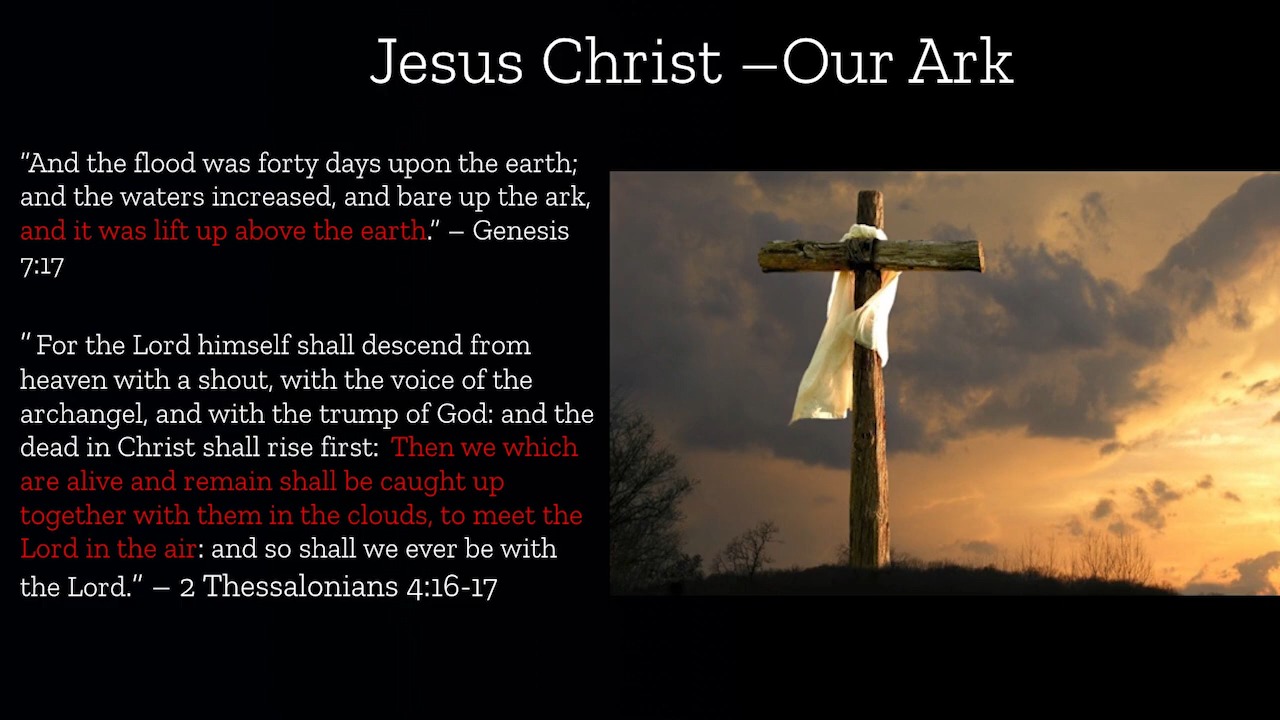 Jesus Christ –Our Ark
“And the flood was forty days upon the earth;
and the waters increased, and bare up the ark,
and it was lift up above the earth.” – Genesis
7:17
“ For the Lord himself shall descend from
heaven with a shout, with the voice of the
archangel, and with the trump of God: and the
dead in Christ shall rise first:  Then we which
are alive and remain shall be caught up
together with them in the clouds, to meet the
Lord in the air: and so shall we ever be with
the Lord.” – 2 Thessalonians 4:16-17